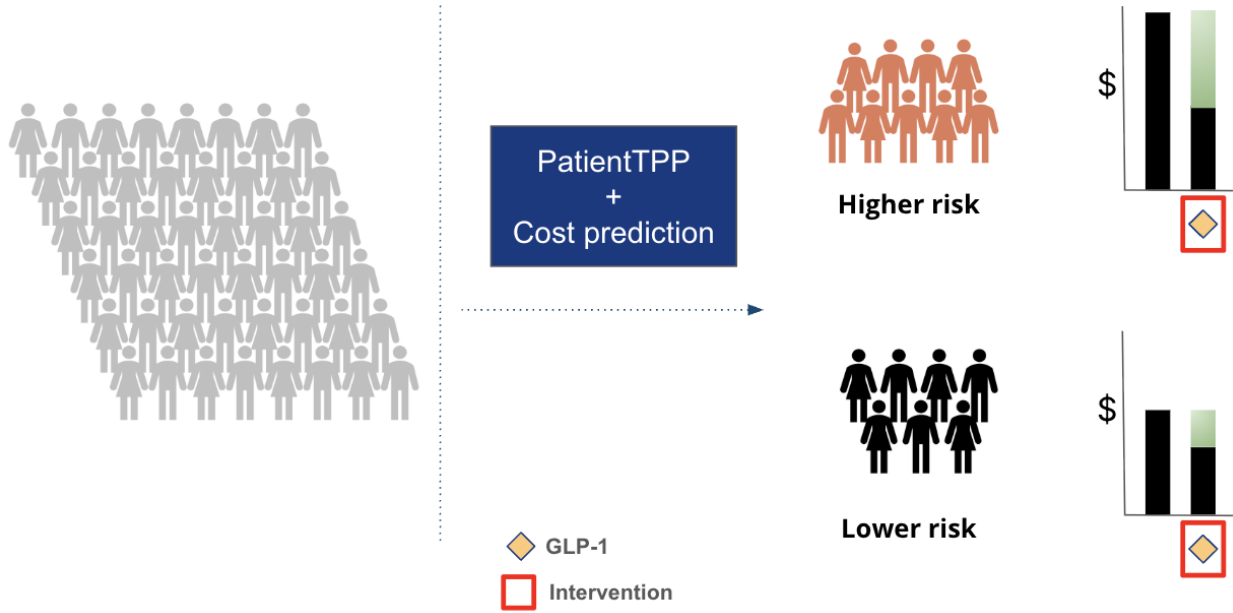 PatientTPP
+
Cost prediction
Higher risk
$
Lower risk
$
GLP-1
Intervention